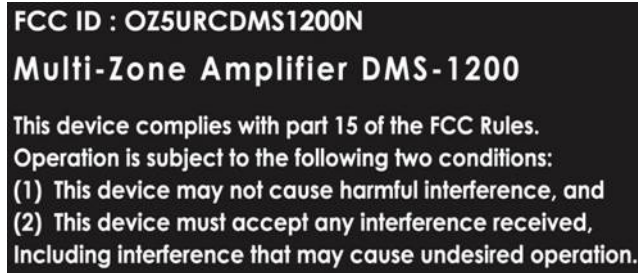 FCC ID : OZ5URCDMS1200N
Multi-Zone Amplifier DMS-1200
This device complies with part 15 of the FCC Rules.
Operation is subject to the following two conditions:
(1) This device may not cause harmful interference, and
(2) This device must accept any interference received,
Including interference that may cause undesired operation.